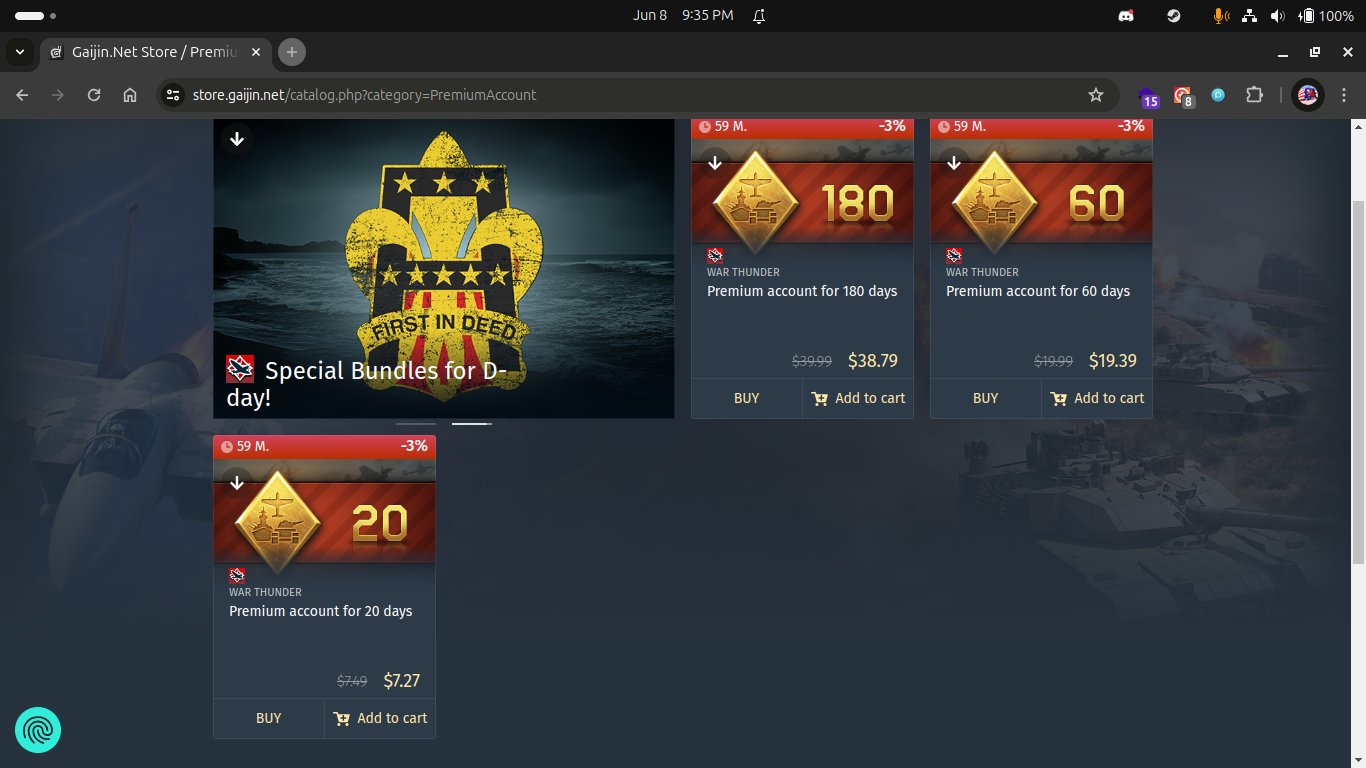 Jun 8 9:35 PM
100%
Gaijin.Net Store / Premiu
store.gaijin.net/catalog.php?category=PremiumAccount
15
8
FIRST IN DEED
Special Bundles for D-
day!
59 M. -3%
180
WAR THUNDER
Premium account for 180 days
$39.99 $38.79
BUY Add to cart
59 M. -3%
60
WAR THUNDER
Premium account for 60 days
$19.99 $19.39
BUY Add to cart
59 M. -3%
20
WAR THUNDER
Premium account for 20 days
$7.49 $7.27
BUY Add to cart